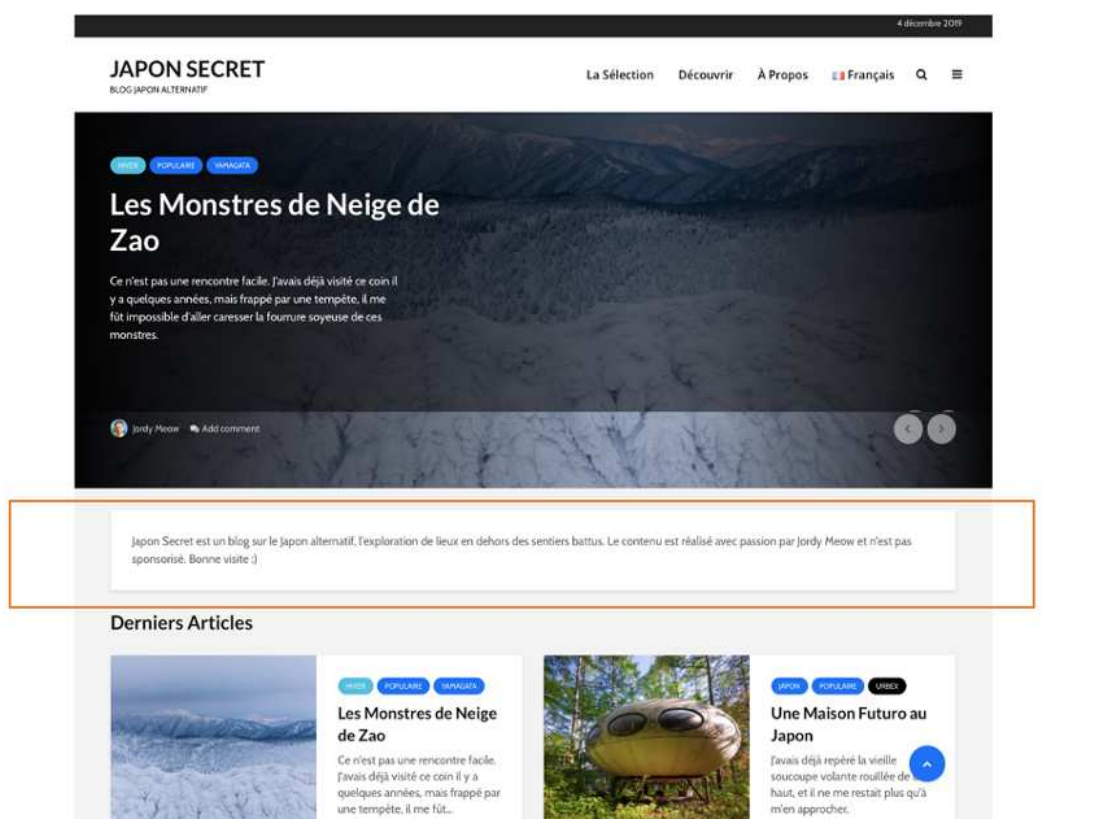 4 décembre 2019
JAPON SECRET
BLOG JAPON ALTERNATIF
La Sélection Découvrir À Propos Français
HIVER POPULAIRE YAMAGATA
Les Monstres de Neige de
Zao
Ce n'est pas une rencontre facile. J'avais déjà visité ce coin il
y a quelques années, mais frappé par une tempête, il me
fût impossible d'aller caresser la fourrure soyeuse de ces
monstres.
Jordy Meow Add comment
Japon Secret est un blog sur le Japon alternatif, l'exploration de lieux en dehors des sentiers battus. Le contenu est réalisé avec passion par Jordy Meow et n'est pas
sponsorisé. Bonne visite :)
Derniers Articles
HIVER POPULAIRE YAMAGATA
Les Monstres de Neige
de Zao
Ce n'est pas une rencontre facile.
J'avais déjà visité ce coin il y a
quelques années, mais frappé par
une tempête, il me fût...
JAPON POPULAIRE URBEX
Une Maison Futuro au
Japon
J'avais déjà repéré la vieille
soucoupe volante rouillée de
haut, et il ne me restait plus qu'à
m'en approcher.